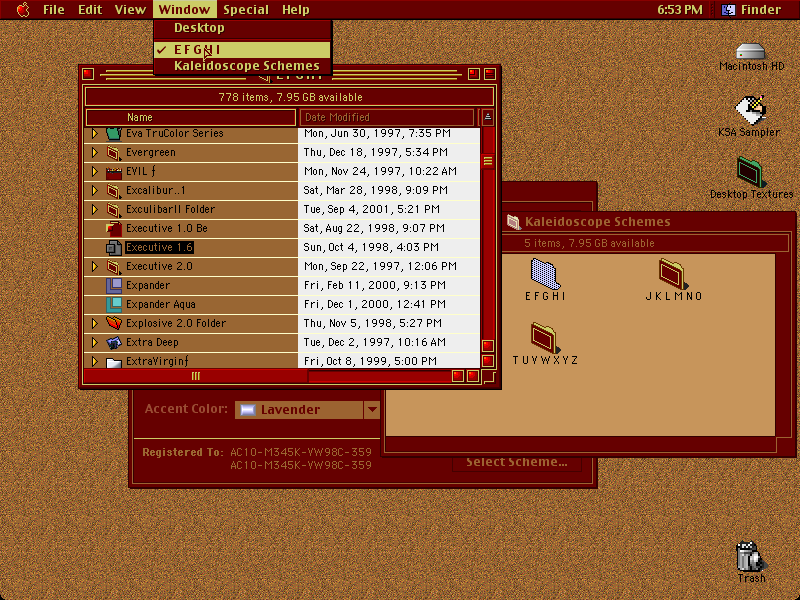 File Edit View Window Special Help 6:53 PM Finder
Desktop
✓ E F G H I
Kaleidoscope Schemes
E F G H I
778 items, 7.95 GB available
Name Date Modified
Eva TruColor Series Mon, Jun 30, 1997, 7:35 PM
Evergreen Thu, Dec 18, 1997, 5:34 PM
EVIL ƒ Mon, Nov 24, 1997, 10:22 AM
Excalibur..1 Sat, Mar 28, 1998, 9:09 PM
ExculibarII Folder Tue, Sep 4, 2001, 5:21 PM
Executive 1.0 Be Sat, Aug 22, 1998, 9:07 PM
Executive 1.6 Sun, Oct 4, 1998, 4:03 PM
Executive 2.0 Mon, Sep 22, 1997, 12:06 PM
Expander Fri, Feb 11, 2000, 9:13 PM
Expander Aqua Fri, Dec 1, 2000, 12:41 PM
Explosive 2.0 Folder Thu, Nov 5, 1998, 5:27 PM
Extra Deep Tue, Dec 2, 1997, 10:16 AM
ExtraVirginƒ Fri, Oct 8, 1999, 5:00 PM
Kaleidoscope Schemes
5 items, 7.95 GB available
E F G H I
J K L M N O
T U V W X Y Z
Accent Color: Lavender
Registered To: AC10-M345K-YW98C-359
AC10-M345K-YW98C-359
Select Scheme...
Macintosh HD
KSA Sampler
Desktop Textures
Trash